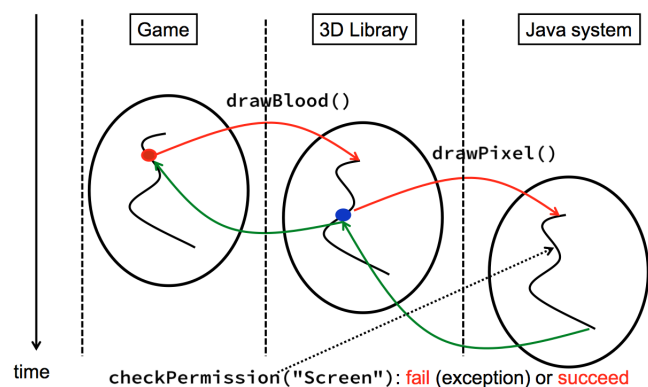 Game
3D Library
Java system
drawBlood()
drawPixel()
time
checkPermission("Screen"): fail (exception) or succeed